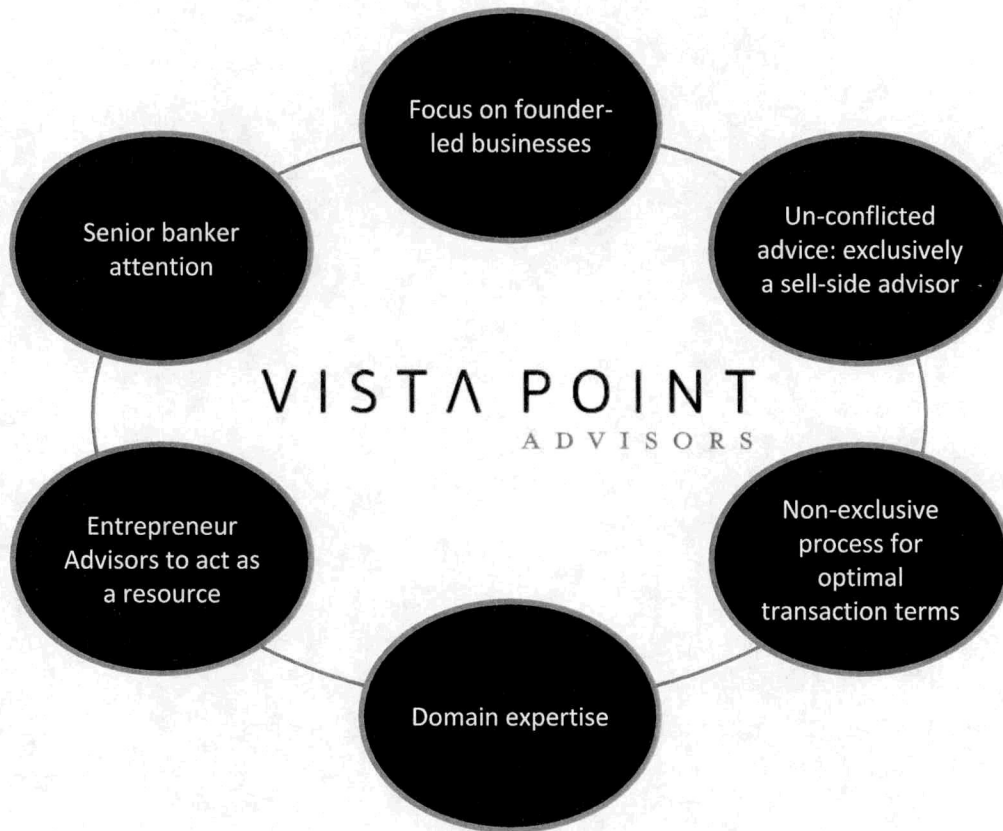 Focus on founder-
led businesses
Senior banker
attention
Un-conflicted
advice: exclusively
a sell-side advisor
VISTA POINT
ADVISORS
Entrepreneur
Advisors to act as
a resource
Non-exclusive
process for
optimal
transaction terms
Domain expertise